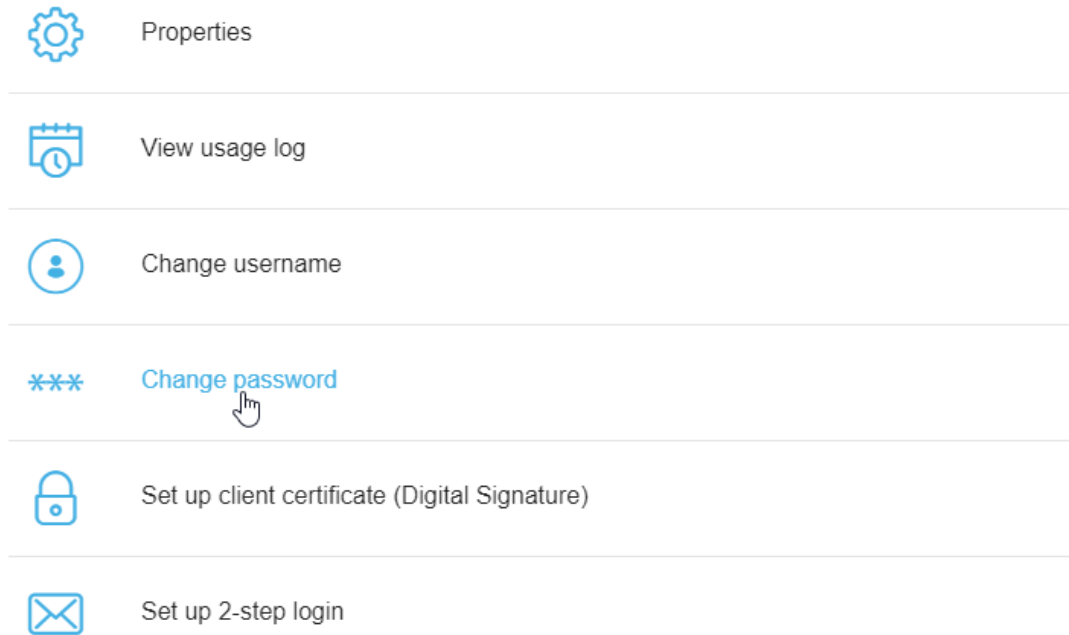 Properties
View usage log
Change username
Change password
Set up client certificate (Digital Signature)
Set up 2-step login